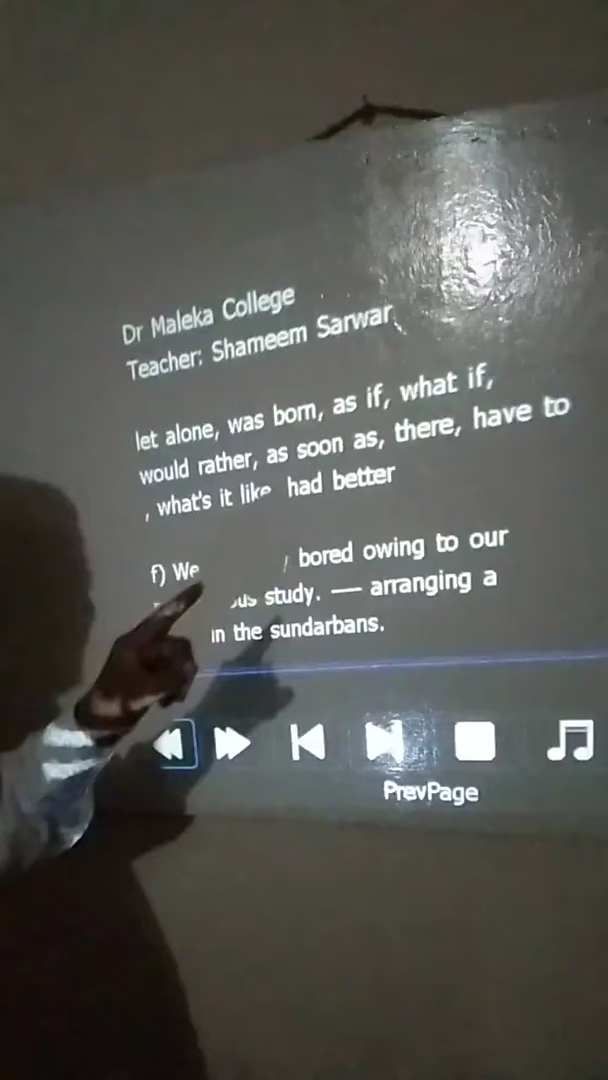 Dr Maleka College
Teacher: Shameem Sarwar
let alone, was born, as if, what if,
would rather, as soon as, there, have to
, what's it like had better
f) We bored owing to our
study. — arranging a
in the sundarbans.
PrevPage